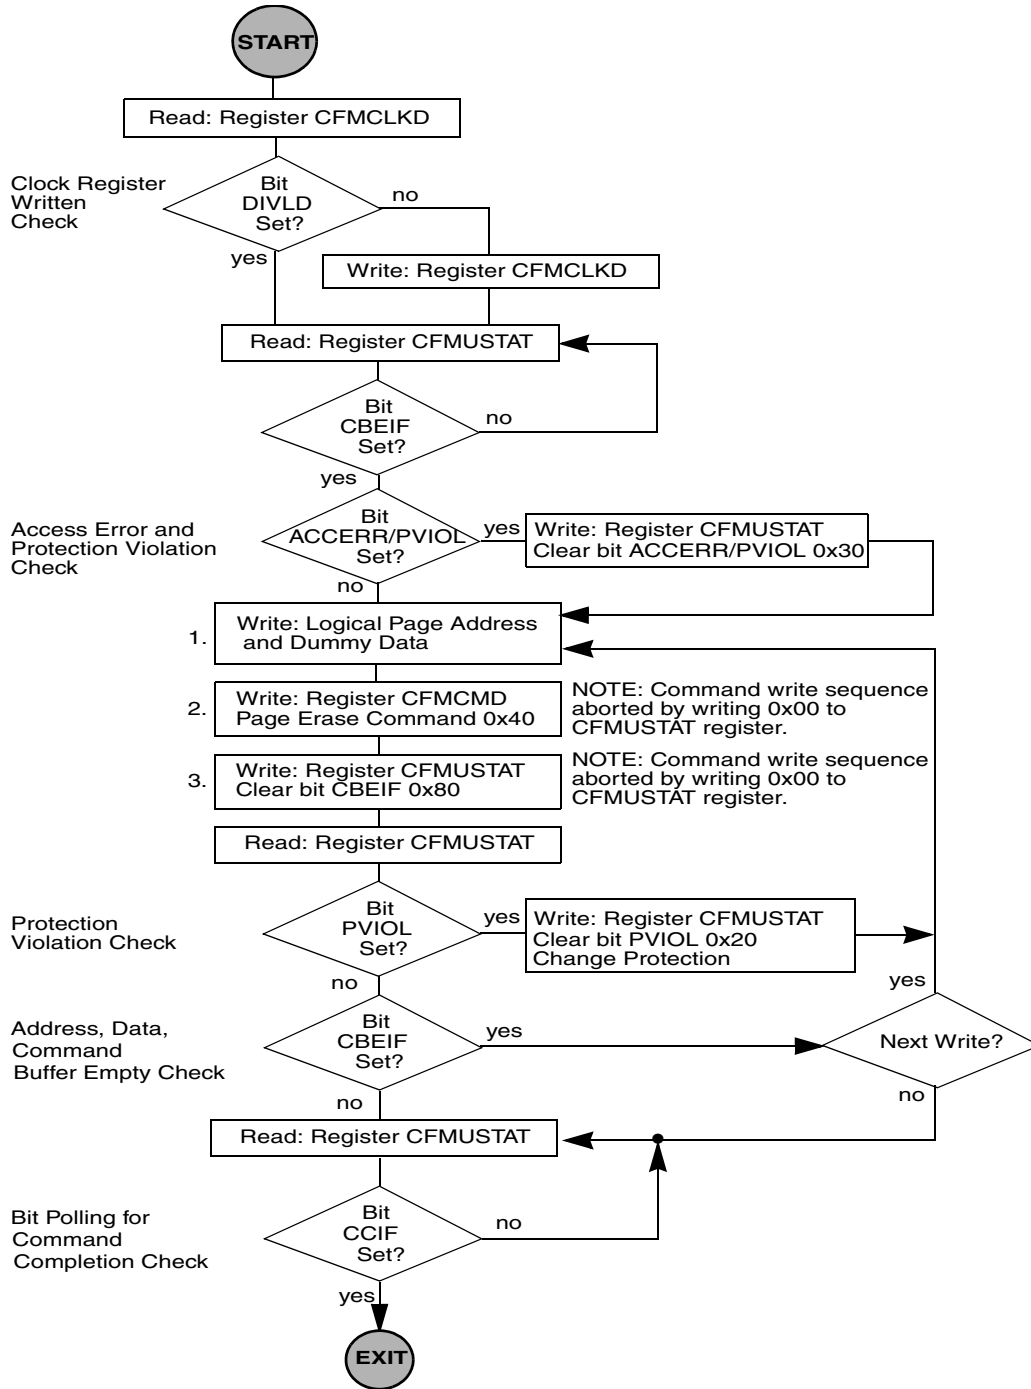 START
Read: Register CFMCLKD
Clock Register
Written
Check
Bit
DIVLD
Set?
no
yes
Write: Register CFMCLKD
Read: Register CFMUSTAT
Bit
CBEIF
Set?
no
yes
Access Error and
Protection Violation
Check
Bit
ACCERR/PVIOL
Set?
yes
Write: Register CFMUSTAT
Clear bit ACCERR/PVIOL 0x30
no
1.
Write: Logical Page Address
and Dummy Data
2.
Write: Register CFMCMD
Page Erase Command 0x40
NOTE: Command write sequence
aborted by writing 0x00 to
CFMUSTAT register.
3.
Write: Register CFMUSTAT
Clear bit CBEIF 0x80
NOTE: Command write sequence
aborted by writing 0x00 to
CFMUSTAT register.
Read: Register CFMUSTAT
Protection
Violation Check
Bit
PVIOL
Set?
yes
Write: Register CFMUSTAT
Clear bit PVIOL 0x20
Change Protection
no
yes
Address, Data,
Command
Buffer Empty Check
Bit
CBEIF
Set?
yes
Next Write?
no
no
Read: Register CFMUSTAT
Bit Polling for
Command
Completion Check
Bit
CCIF
Set?
no
yes
EXIT